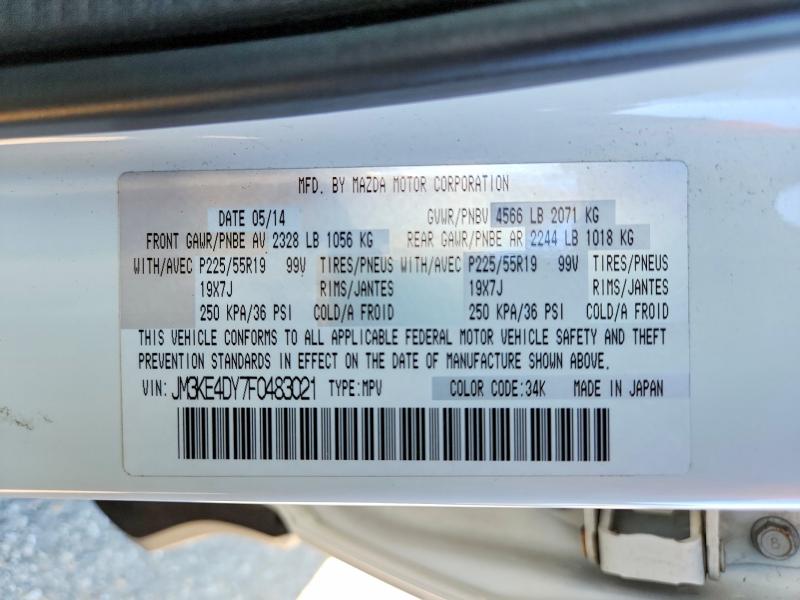 MFD. BY MAZDA MOTOR CORPORATION
DATE 05/14 GVWR/PNBV 4566 LB 2071 KG
FRONT GAWR/PNBE AV 2328 LB 1056 KG REAR GAWR/PNBE AR 2244 LB 1018 KG
WITH/AVEC P225/55R19 99V TIRES/PNEUS WITH/AVEC P225/55R19 99V TIRES/PNEUS
19X7J RIMS/JANTES 19X7J RIMS/JANTES
250 KPA/36 PSI COLD/A FROID 250 KPA/36 PSI COLD/A FROID
THIS VEHICLE CONFORMS TO ALL APPLICABLE FEDERAL MOTOR VEHICLE SAFETY AND THEFT
PREVENTION STANDARDS IN EFFECT ON THE DATE OF MANUFACTURE SHOWN ABOVE.
VIN: JM3KE4DY7F0483021 TYPE:MPV COLOR CODE:34K MADE IN JAPAN